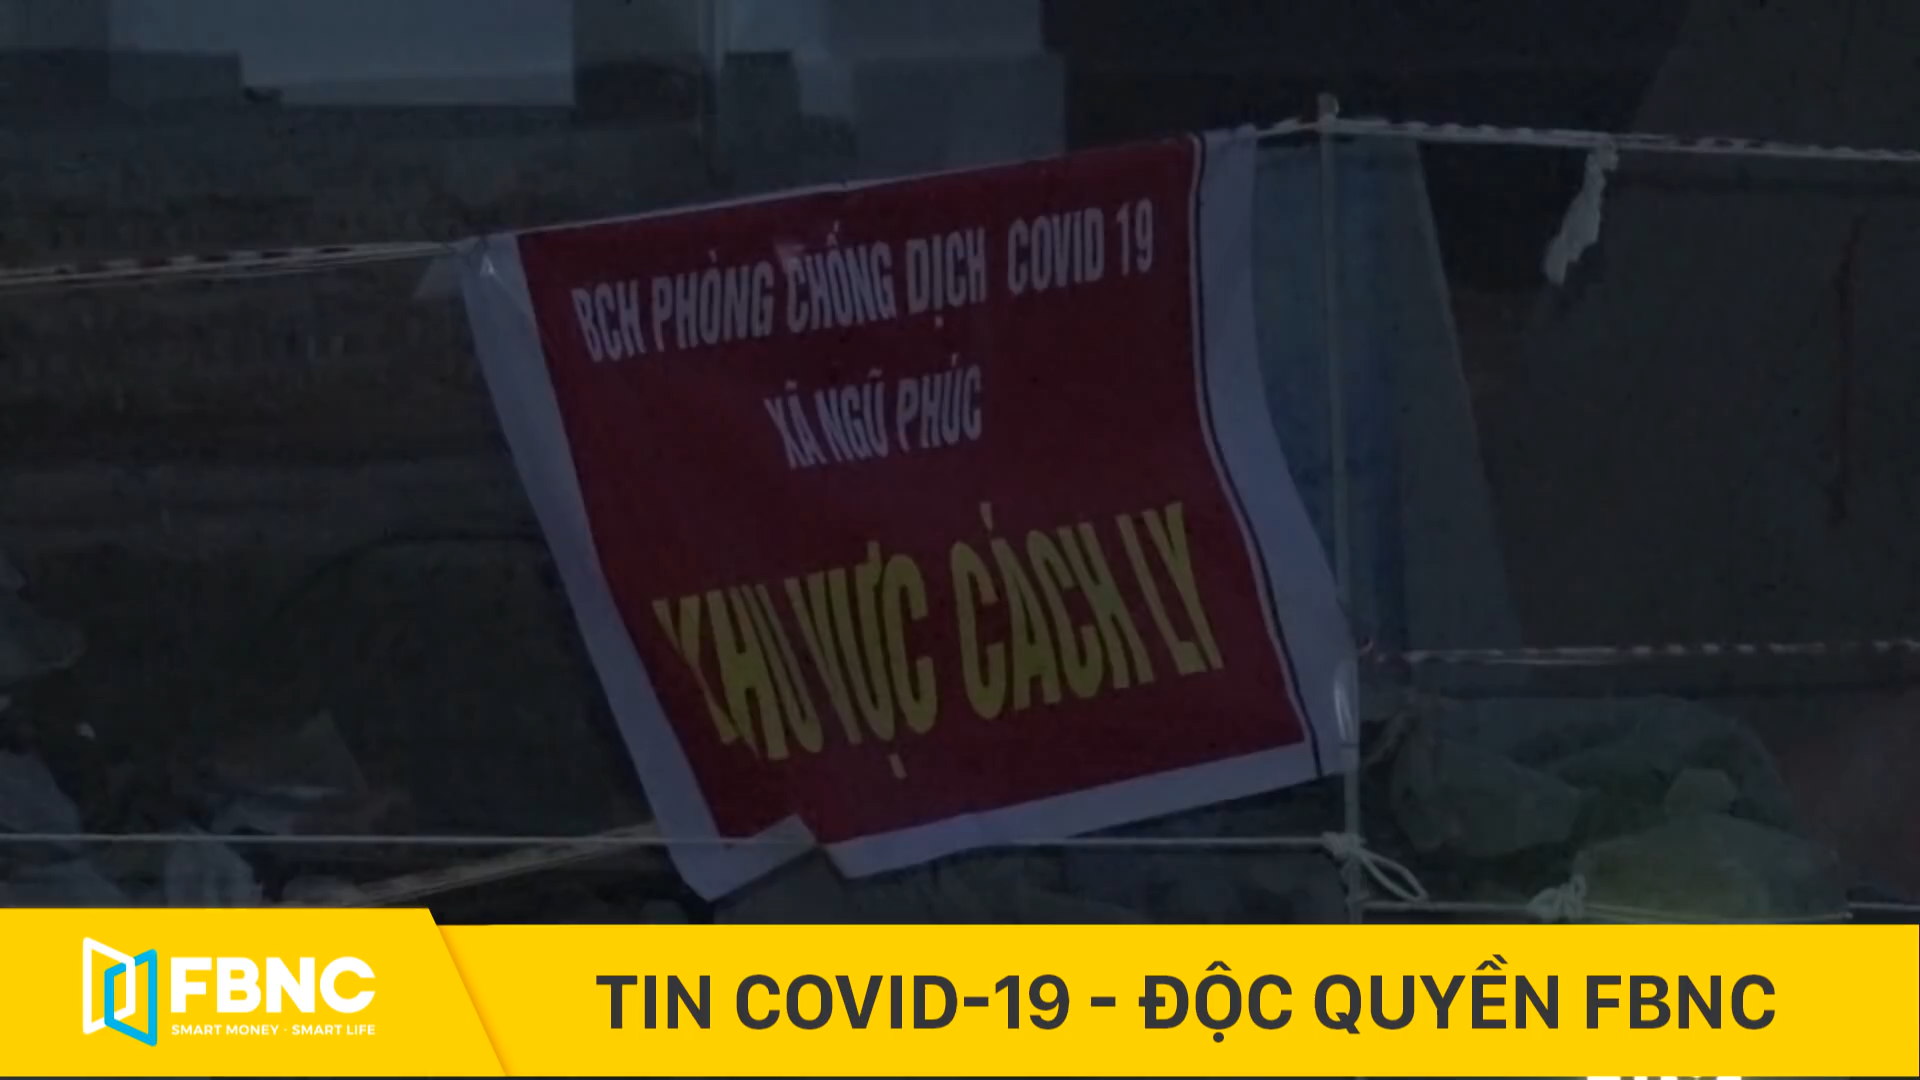 BCH PHÒNG CHỐNG DỊCH COVID 19
XÃ NGŨ PHÚC
KHU VỰC CÁCH LY
FBNC
SMART MONEY · SMART LIFE
TIN COVID-19 - ĐỘC QUYỀN FBNC